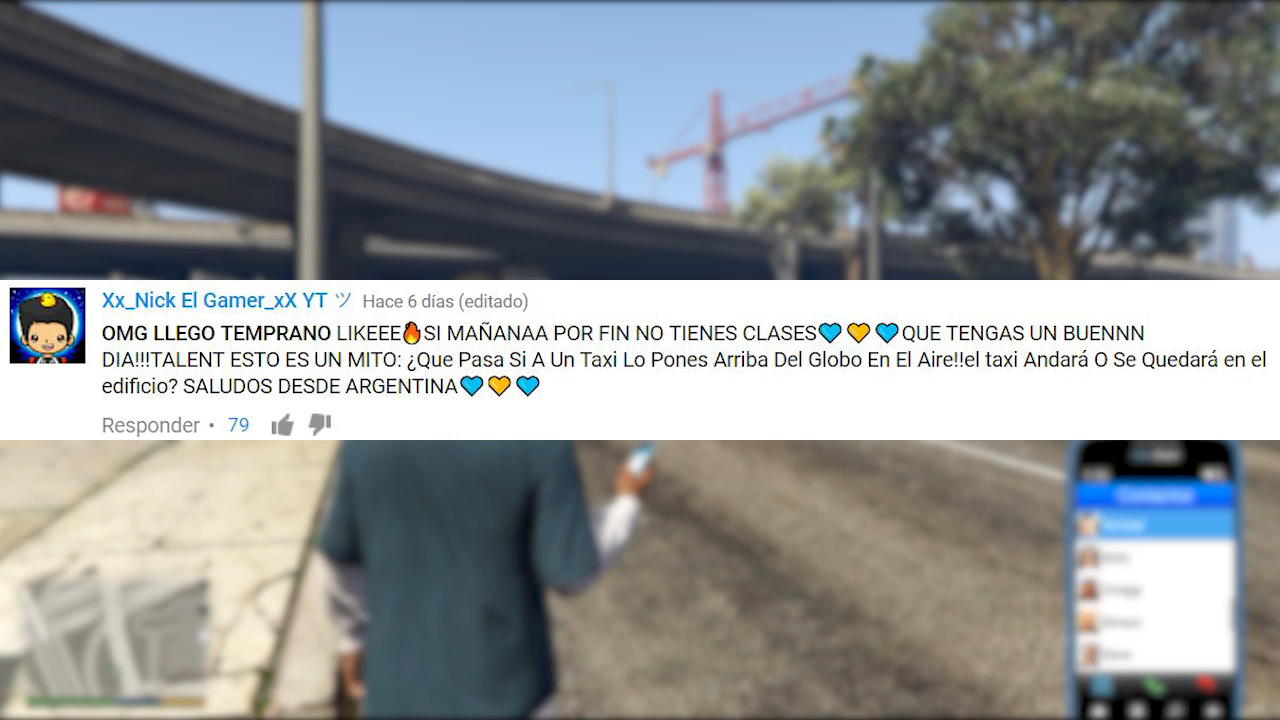 Xx_Nick El Gamer_xX YT ツ Hace 6 días (editado)
OMG LLEGO TEMPRANO LIKEEE🔥SI MAÑANAA POR FIN NO TIENES CLASES💙💛💙QUE TENGAS UN BUENNN
DIA!!!TALENT ESTO ES UN MITO: ¿Que Pasa Si A Un Taxi Lo Pones Arriba Del Globo En El Aire!!el taxi Andará O Se Quedará en el
edificio? SALUDOS DESDE ARGENTINA💙💛💙
Responder • 79